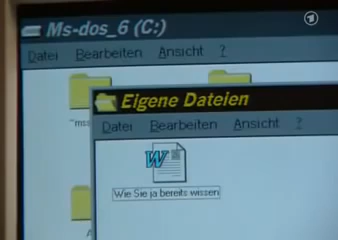 Ms-dos_6 (C:)
Datei Bearbeiten Ansicht ?
Eigene Dateien
Datei Bearbeiten Ansicht ?
W
Wie Sie ja bereits wissen